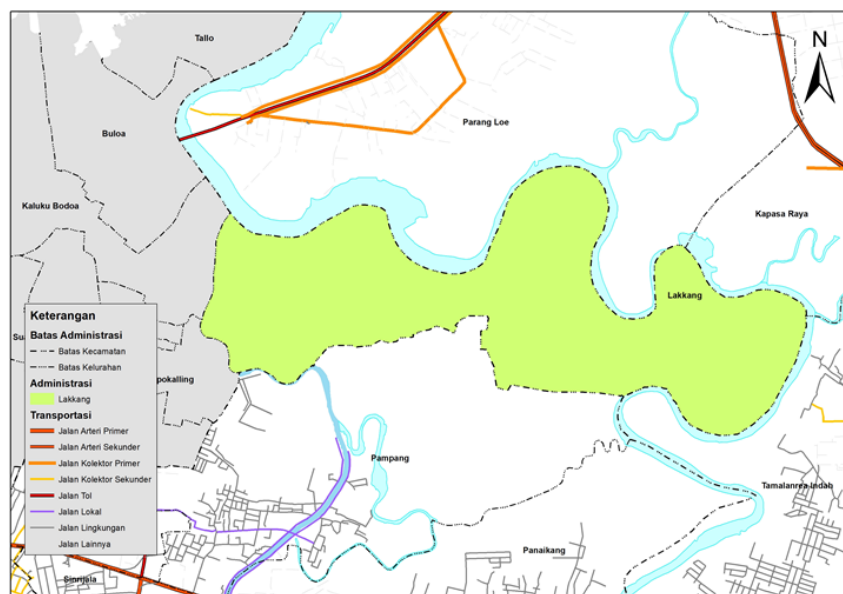 Tallo
N
Buloa
Parang Loe
Kaluku Bodoa
Kapasa Raya
Lakkang
Keterangan
Batas Administrasi
Batas Kecamatan
Batas Kelurahan
Administrasi
Lakkang
Transportasi
Jalan Arteri Primer
Jalan Arteri Sekunder
Jalan Kolektor Primer
Jalan Kolektor Sekunder
Jalan Tol
Jalan Lokal
Jalan Lingkungan
Jalan Lainnya
Su
pokalling
Pampang
Tamalanrea Indah
Panaikang
Sinrijala